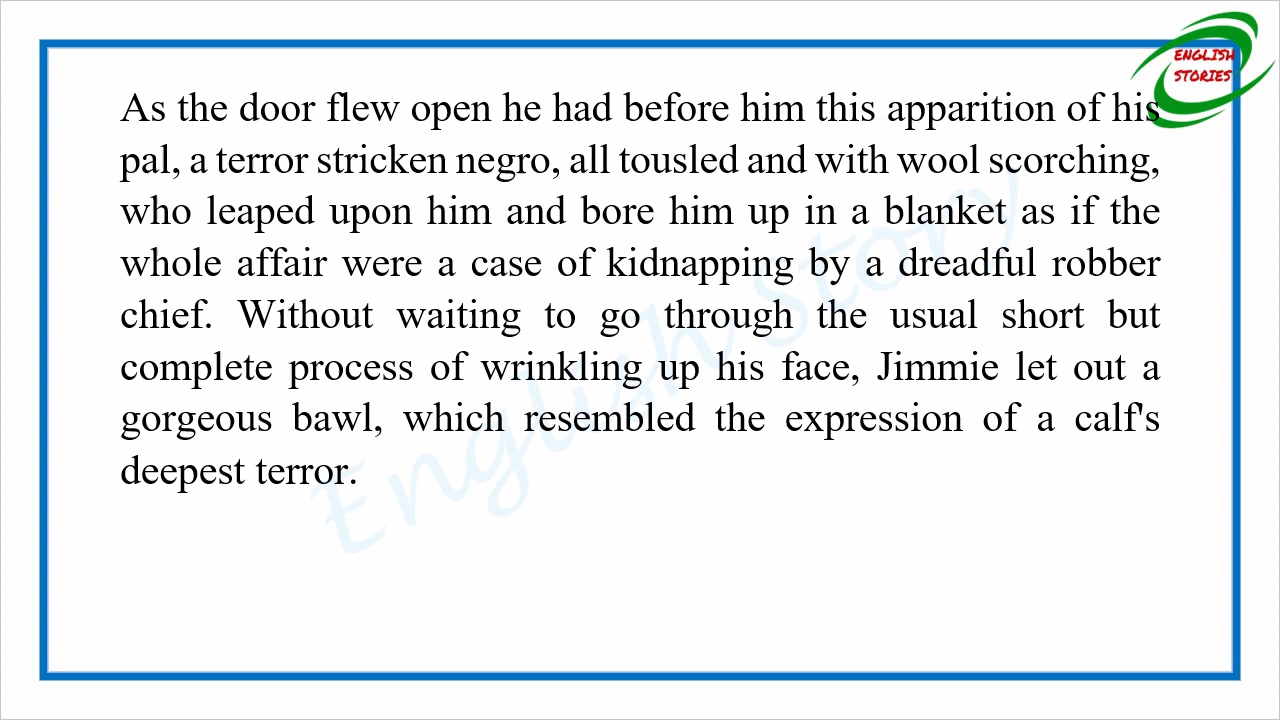 ENGLISH
STORIES
As the door flew open he had before him this apparition of his
pal, a terror stricken negro, all tousled and with wool scorching,
who leaped upon him and bore him up in a blanket as if the
whole affair were a case of kidnapping by a dreadful robber
chief. Without waiting to go through the usual short but
complete process of wrinkling up his face, Jimmie let out a
gorgeous bawl, which resembled the expression of a calf's
deepest terror.
English Story